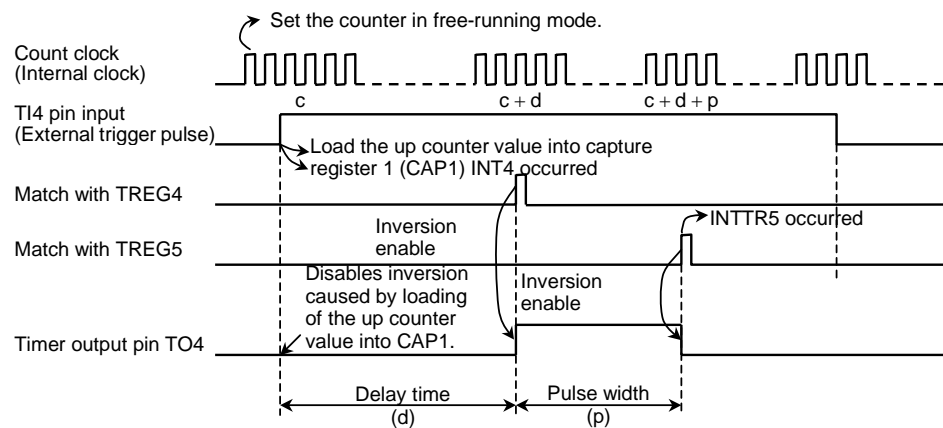 Set the counter in free-running mode.
Count clock
(Internal clock)
c
c + d
c + d + p
TI4 pin input
(External trigger pulse)
Load the up counter value into capture
register 1 (CAP1) INT4 occurred
Match with TREG4
INTTR5 occurred
Inversion
enable
Match with TREG5
Disables inversion
caused by loading
of the up counter
value into CAP1.
Inversion
enable
Timer output pin TO4
Delay time
(d)
Pulse width
(p)